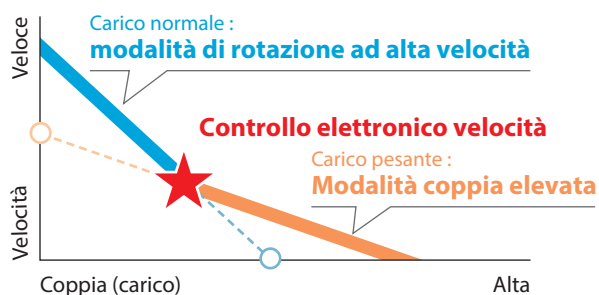 Veloce
Carico normale :
modalità di rotazione ad alta velocità
Controllo elettronico velocità
Carico pesante :
Modalità coppia elevata
Velocità
Coppia (carico)
Alta